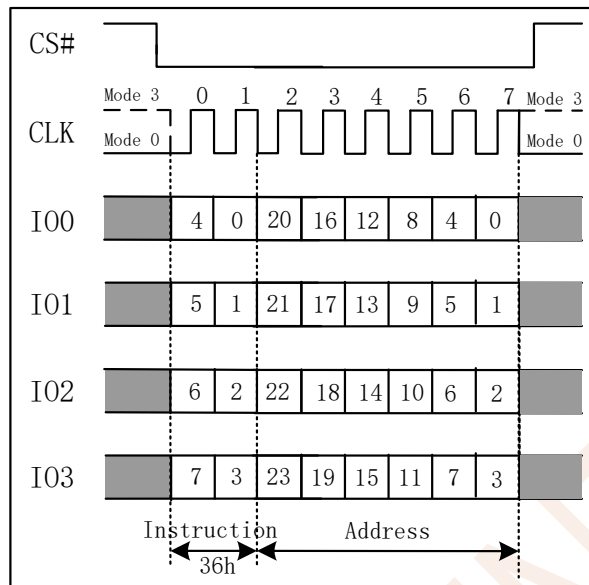 CS#
Mode 3 0 1 2 3 4 5 6 7 Mode 3
CLK
Mode 0 Mode 0
IO0 4 0 20 16 12 8 4 0
IO1 5 1 21 17 13 9 5 1
IO2 6 2 22 18 14 10 6 2
IO3 7 3 23 19 15 11 7 3
Instruction Address
36h